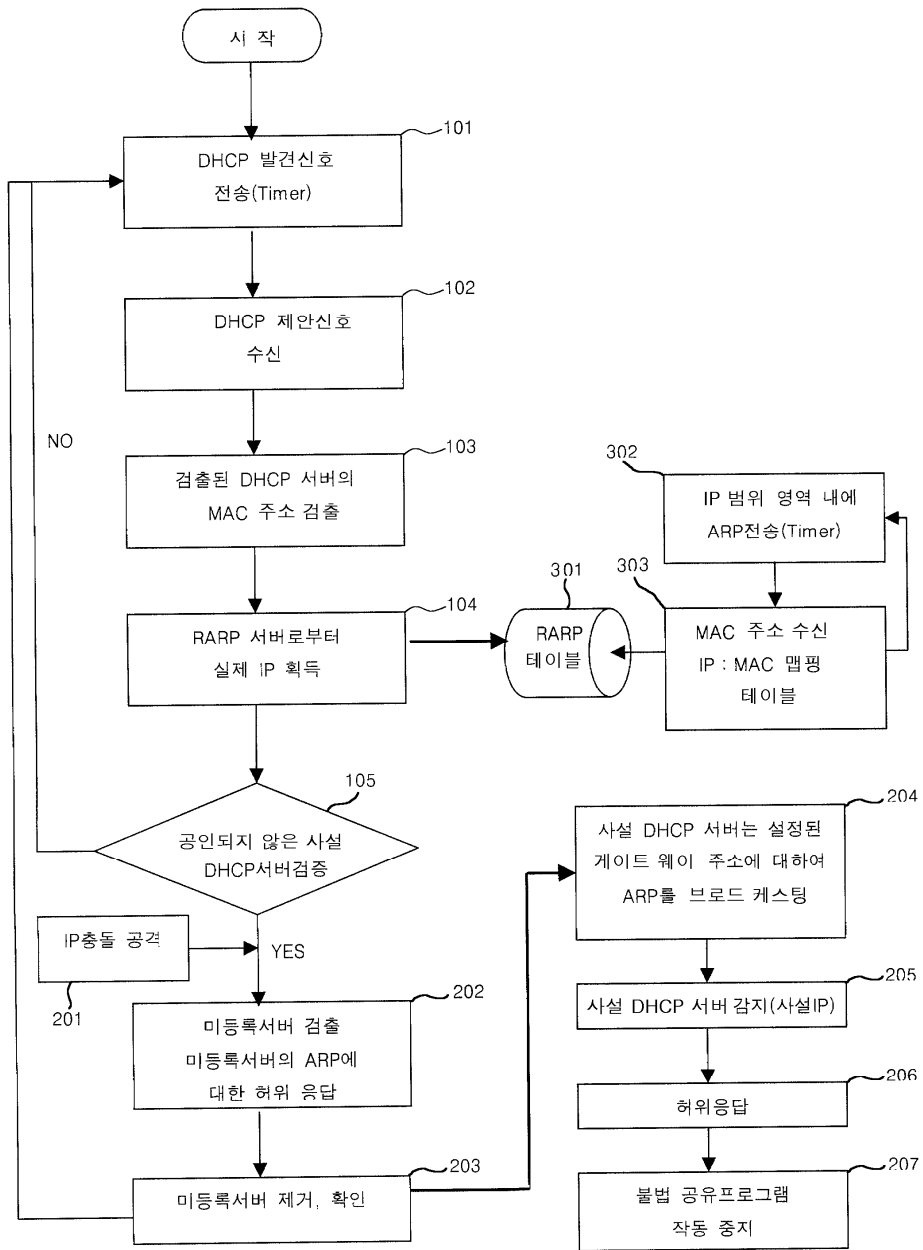 시 작
101
DHCP 발견신호
전송(Timer)
102
DHCP 제안신호
수신
NO
103
검출된 DHCP 서버의
MAC 주소 검출
302
IP 범위 영역 내에
ARP전송(Timer)
104
RARP 서버로부터
실제 IP 획득
301
RARP
테이블
303
MAC 주소 수신
IP : MAC 맵핑
테이블
105
공인되지 않은 사설
DHCP서버검증
204
사설 DHCP 서버는 설정된
게이트 웨이 주소에 대하여
ARP를 브로드 케스팅
IP충돌 공격
201
YES
202
미등록서버 검출
미등록서버의 ARP에
대한 허위 응답
205
사설 DHCP 서버 감지(사설IP)
206
허위응답
203
미등록서버 제거, 확인
207
불법 공유프로그램
작동 중지